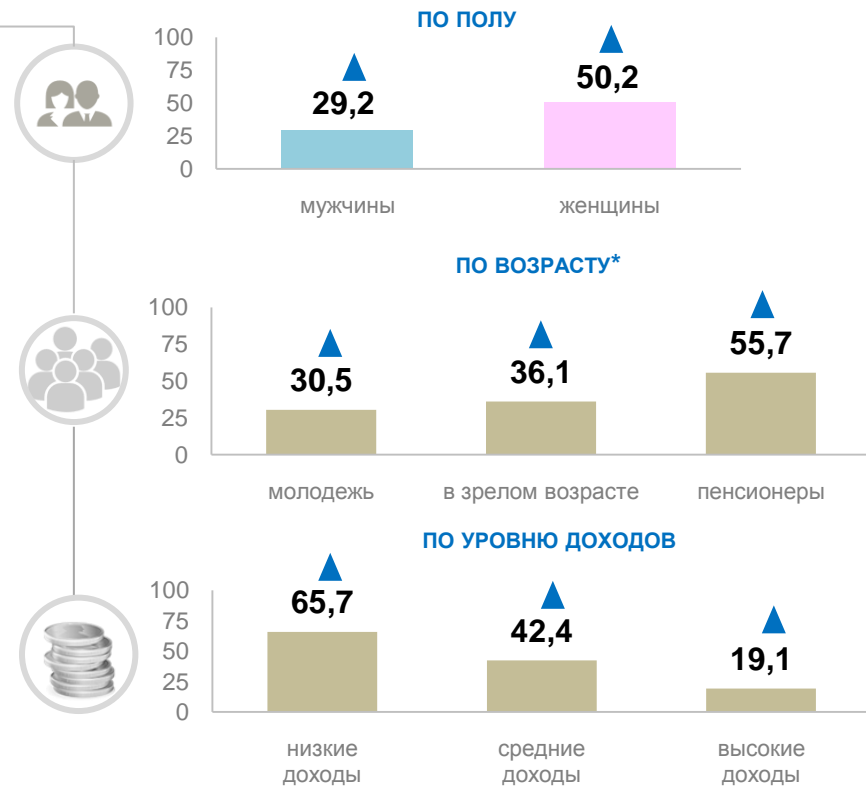 ПО ПОЛУ
100
75
50
25
0
29,2
50,2
мужчины женщины
ПО ВОЗРАСТУ*
100
75
50
25
0
30,5
36,1
55,7
молодежь в зрелом возрасте пенсионеры
ПО УРОВНЮ ДОХОДОВ
100
75
50
25
0
65,7
42,4
19,1
низкие доходы
средние доходы
высокие доходы